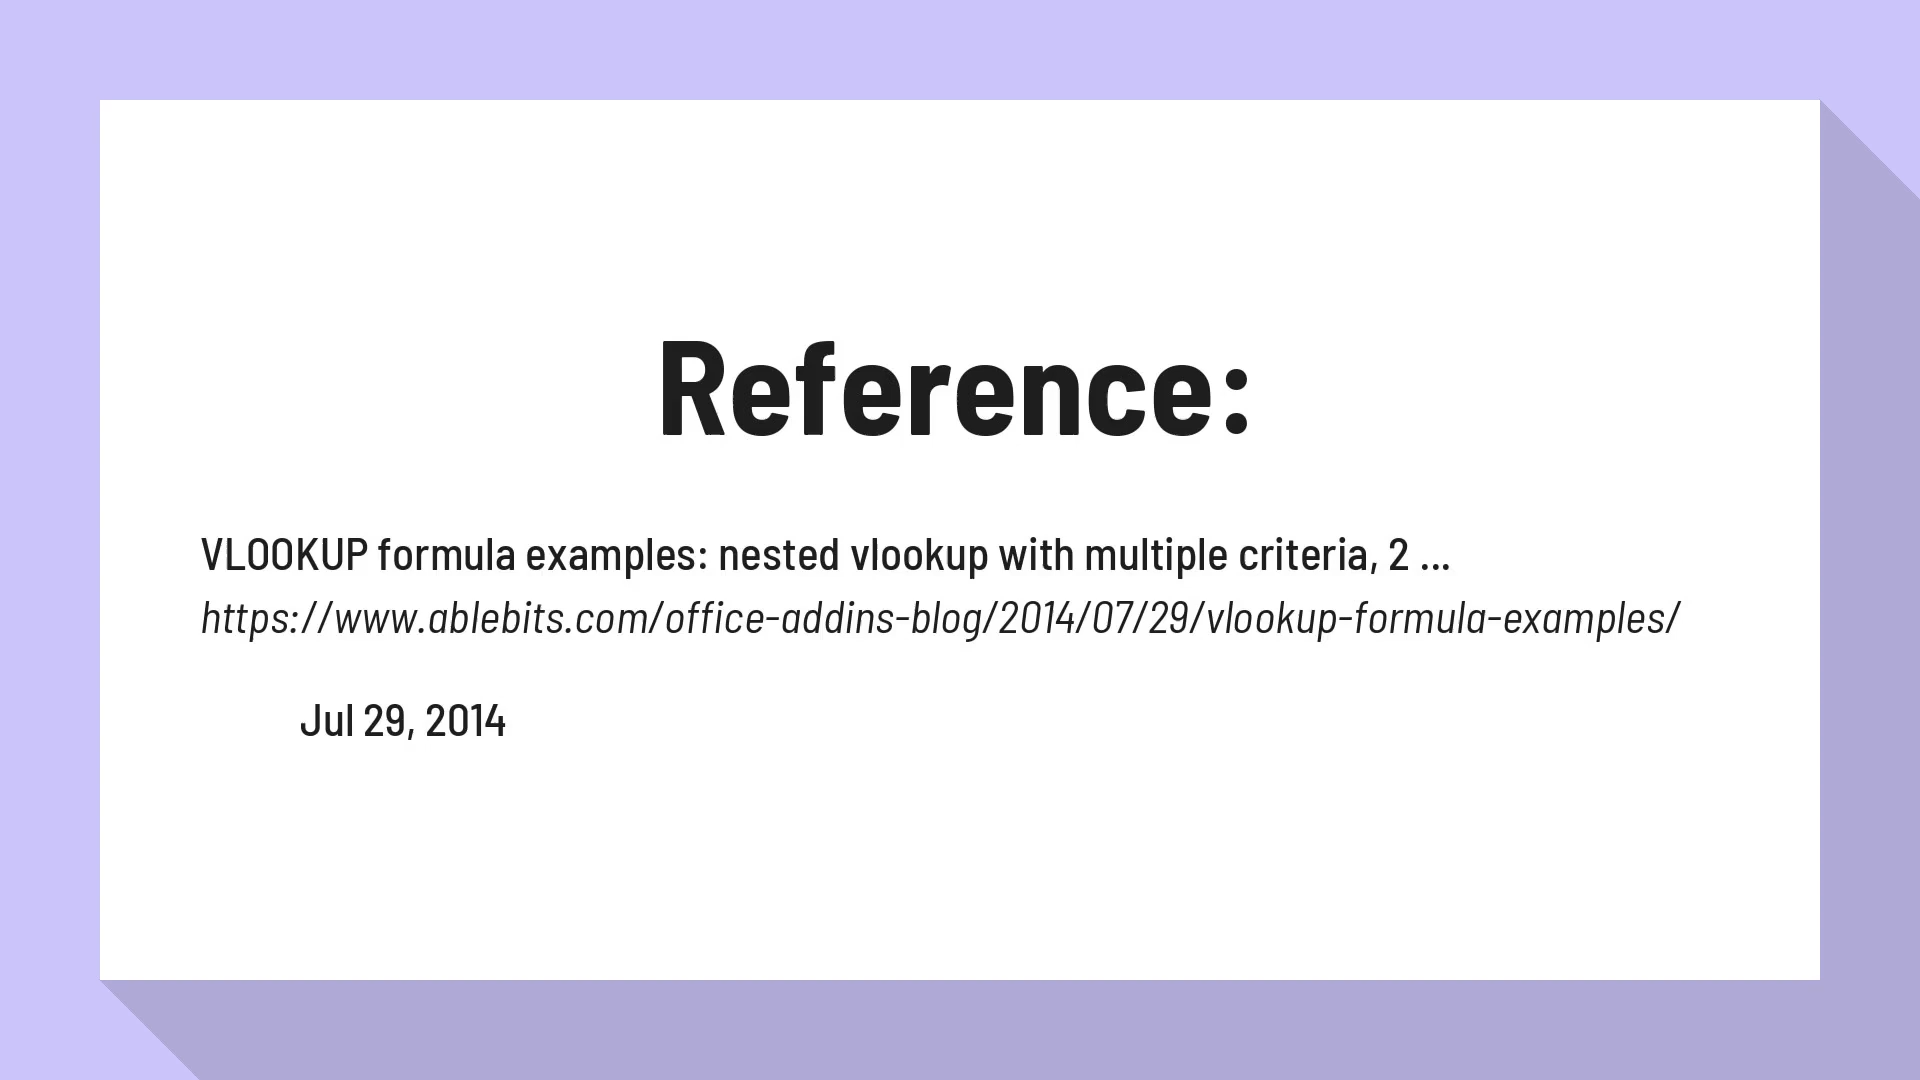 Reference:
VLOOKUP formula examples: nested vlookup with multiple criteria, 2 ...
https://www.ablebits.com/office-addins-blog/2014/07/29/vlookup-formula-examples/
Jul 29, 2014